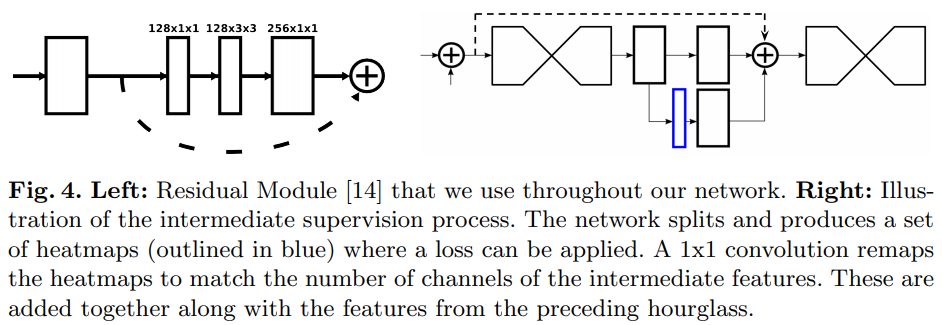 128x1x1 128x3x3 256x1x1
Fig. 4. Left: Residual Module [14] that we use throughout our network. Right: Illus-
tration of the intermediate supervision process. The network splits and produces a set
of heatmaps (outlined in blue) where a loss can be applied. A 1x1 convolution remaps
the heatmaps to match the number of channels of the intermediate features. These are
added together along with the features from the preceding hourglass.